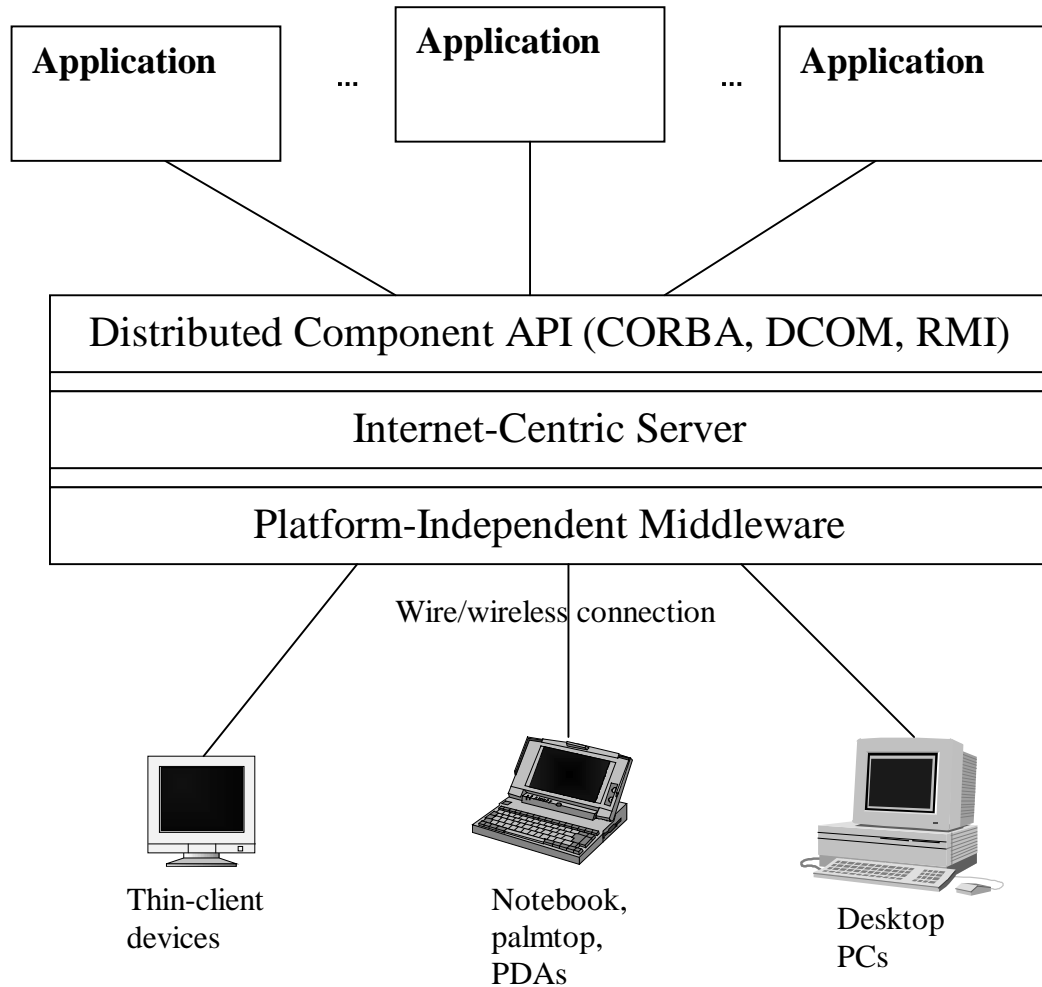 Application
...
Application
...
Application
Distributed Component API (CORBA, DCOM, RMI)
Internet-Centric Server
Platform-Independent Middleware
Wire/wireless connection
Thin-client
devices
Notebook,
palmtop,
PDAs
Desktop
PCs